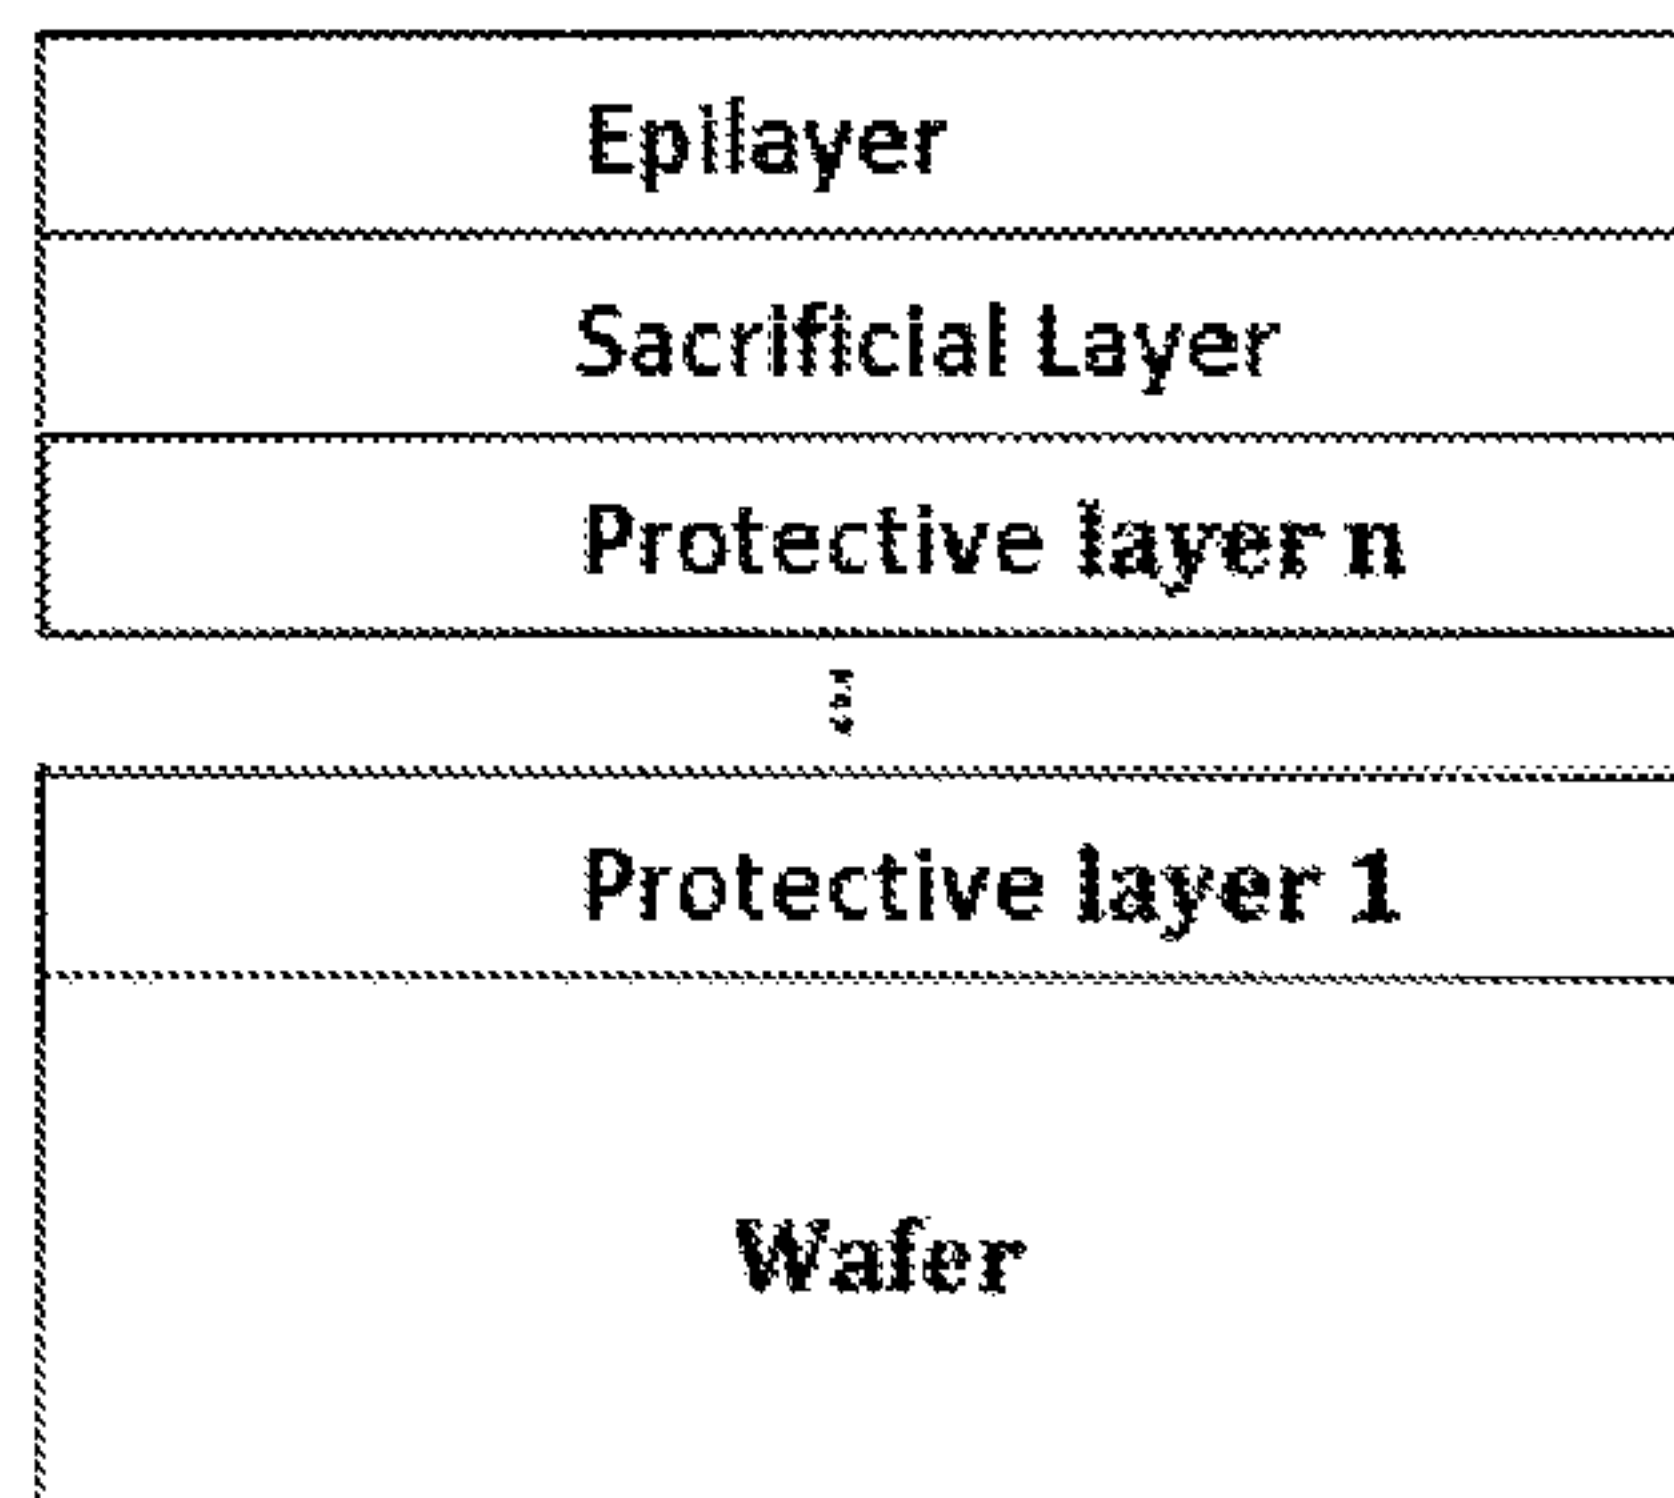 Epilayer
Sacrificial Layer
Protective layer n
Protective layer 1
Wafer